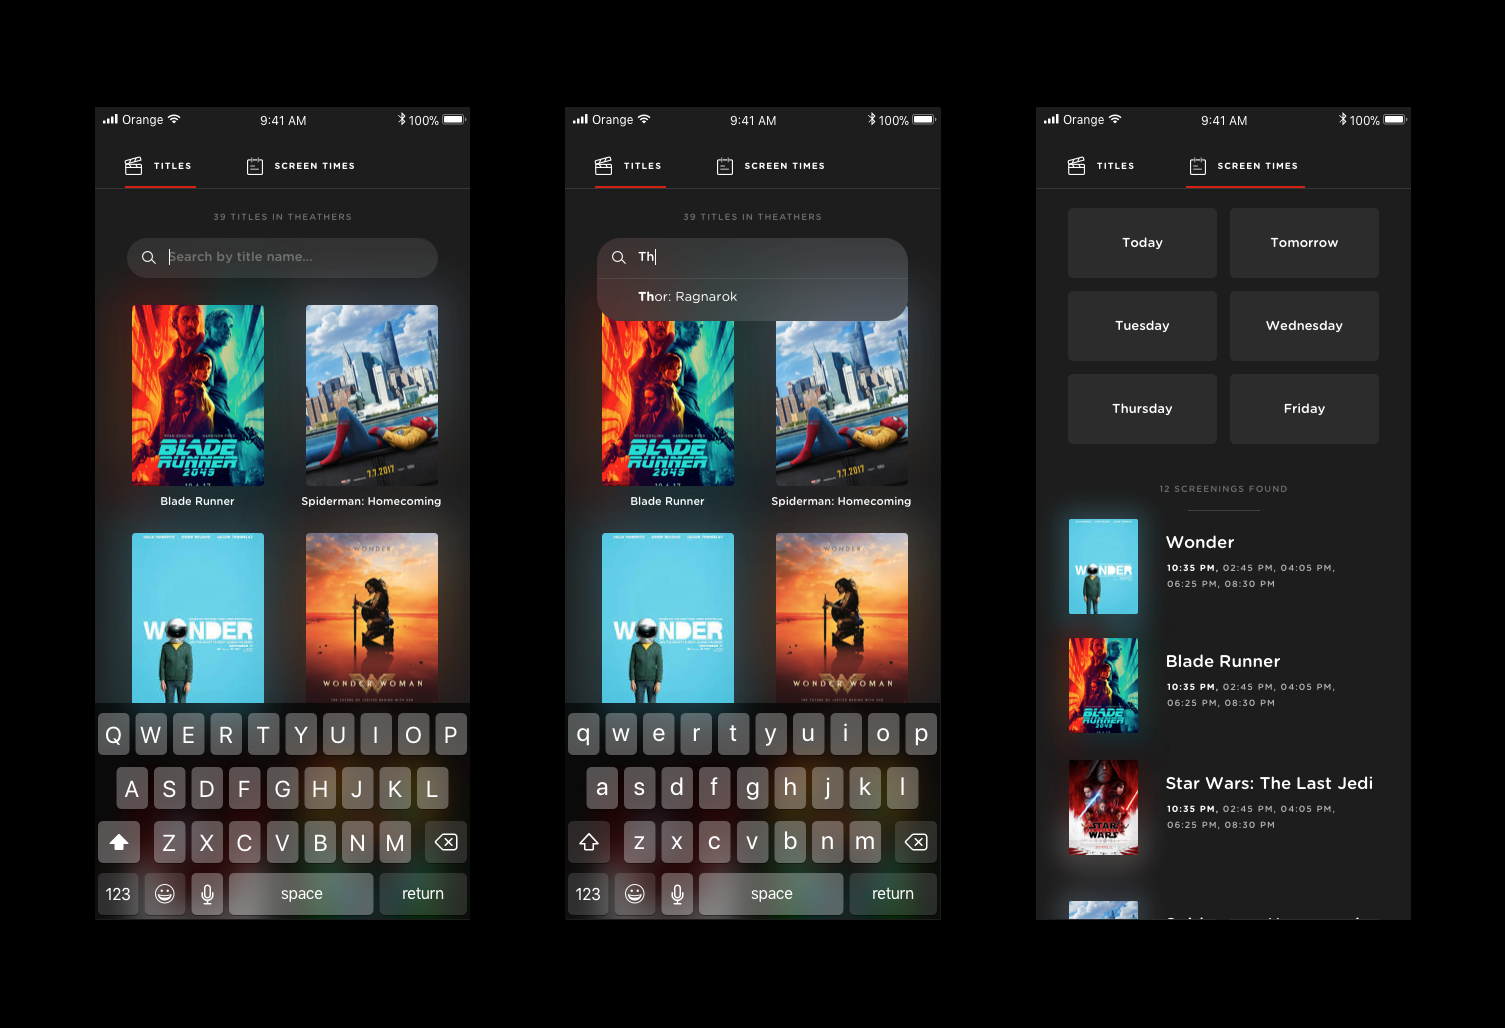 Orange
9:41 AM
100%
TITLES
SCREEN TIMES
39 TITLES IN THEATHERS
Search by title name...
BLADE
RUNNER
2049
7.7.2017
Blade Runner
Spiderman: Homecoming
WONDER
WONDER
WONDER WOMAN
Q W E R T Y U I O P
A S D F G H J K L
Z X C V B N M
123
space
return
Orange
9:41 AM
100%
TITLES
SCREEN TIMES
39 TITLES IN THEATHERS
Th
Thor: Ragnarok
BLADE
RUNNER
2049
7.7.2017
Blade Runner
Spiderman: Homecoming
WONDER
WONDER
WONDER WOMAN
q w e r t y u i o p
a s d f g h j k l
z x c v b n m
123
space
return
Orange
9:41 AM
100%
TITLES
SCREEN TIMES
Today
Tomorrow
Tuesday
Wednesday
Thursday
Friday
12 SCREENINGS FOUND
WONDER
Wonder
10:35 PM, 02:45 PM, 04:05 PM,
06:25 PM, 08:30 PM
BLADE
RUNNER
Blade Runner
10:35 PM, 02:45 PM, 04:05 PM,
06:25 PM, 08:30 PM
STAR
WARS
Star Wars: The Last Jedi
10:35 PM, 02:45 PM, 04:05 PM,
06:25 PM, 08:30 PM